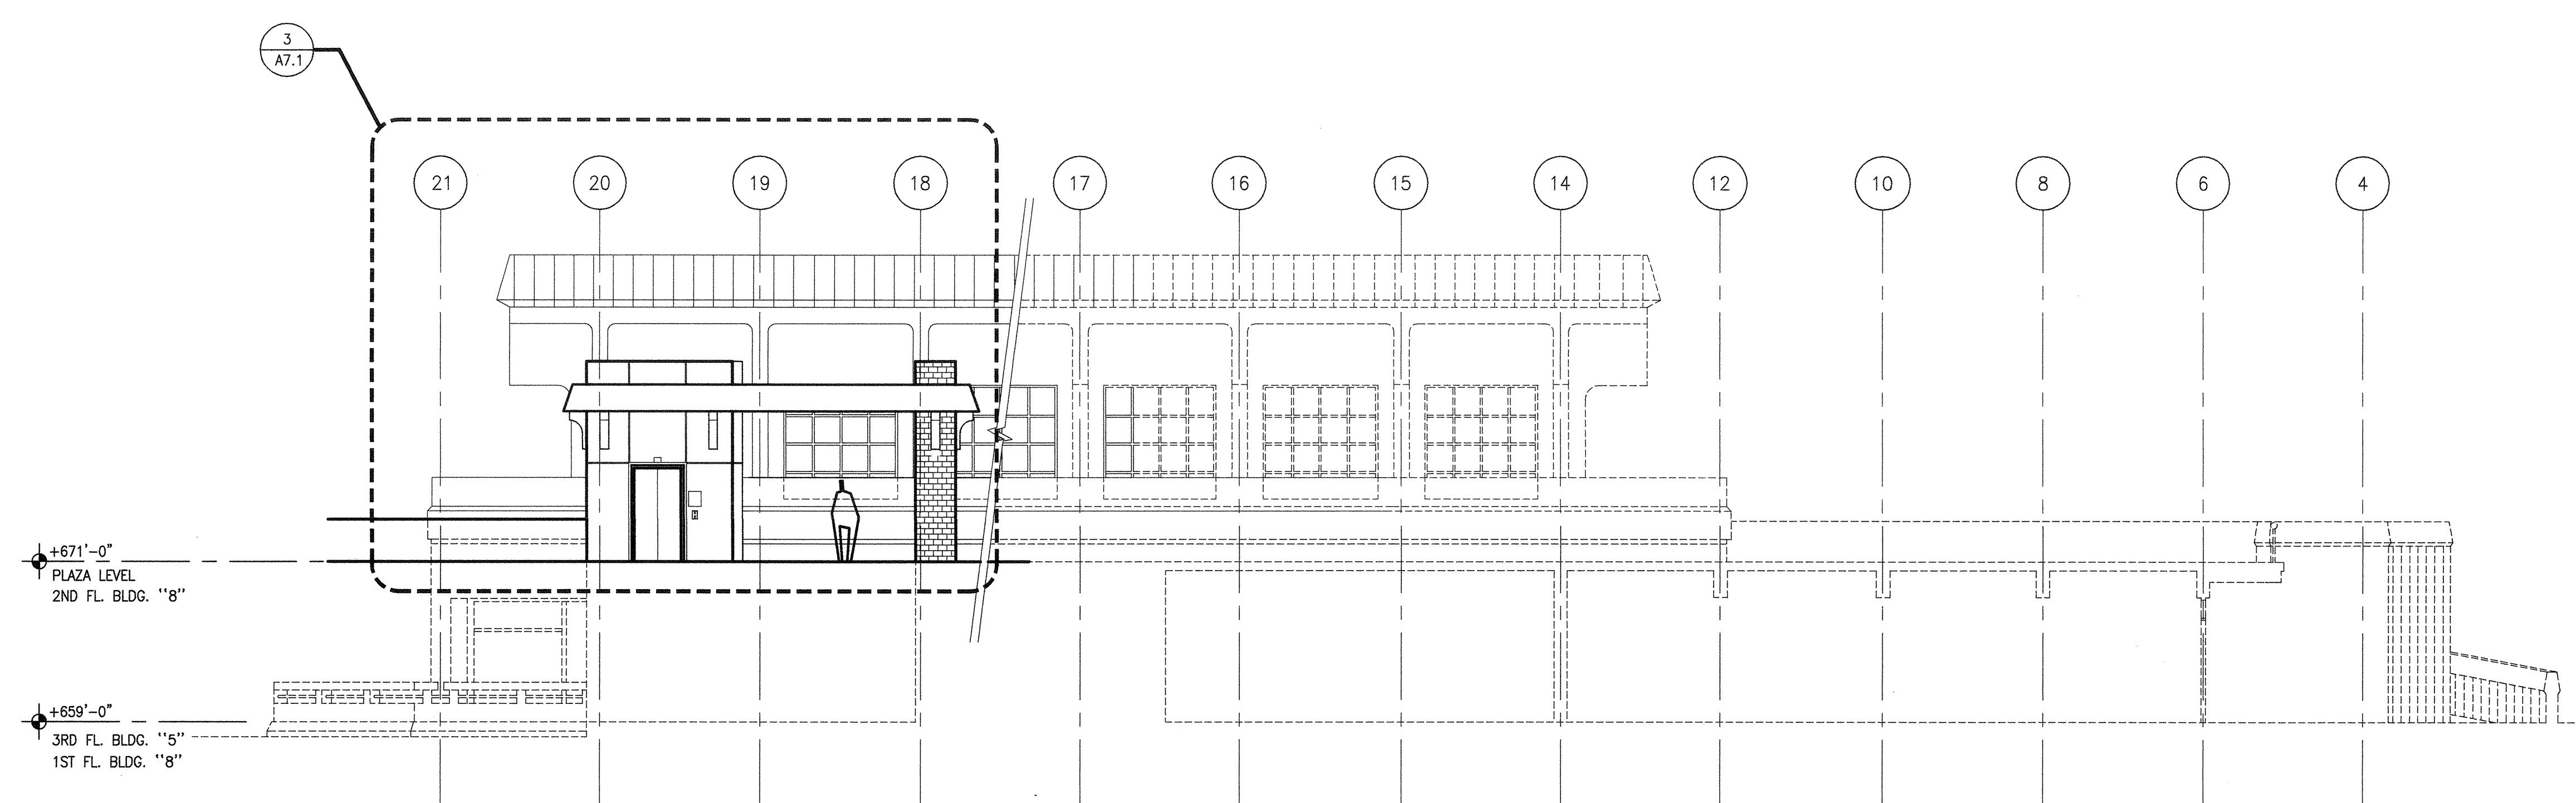 3
A7.1
21 20 19 18 17 16 15 14 12 10 8 6 4
+671'-0"
PLAZA LEVEL
2ND FL. BLDG. "8"
+659'-0"
3RD FL. BLDG. "5"
1ST FL. BLDG. "8"